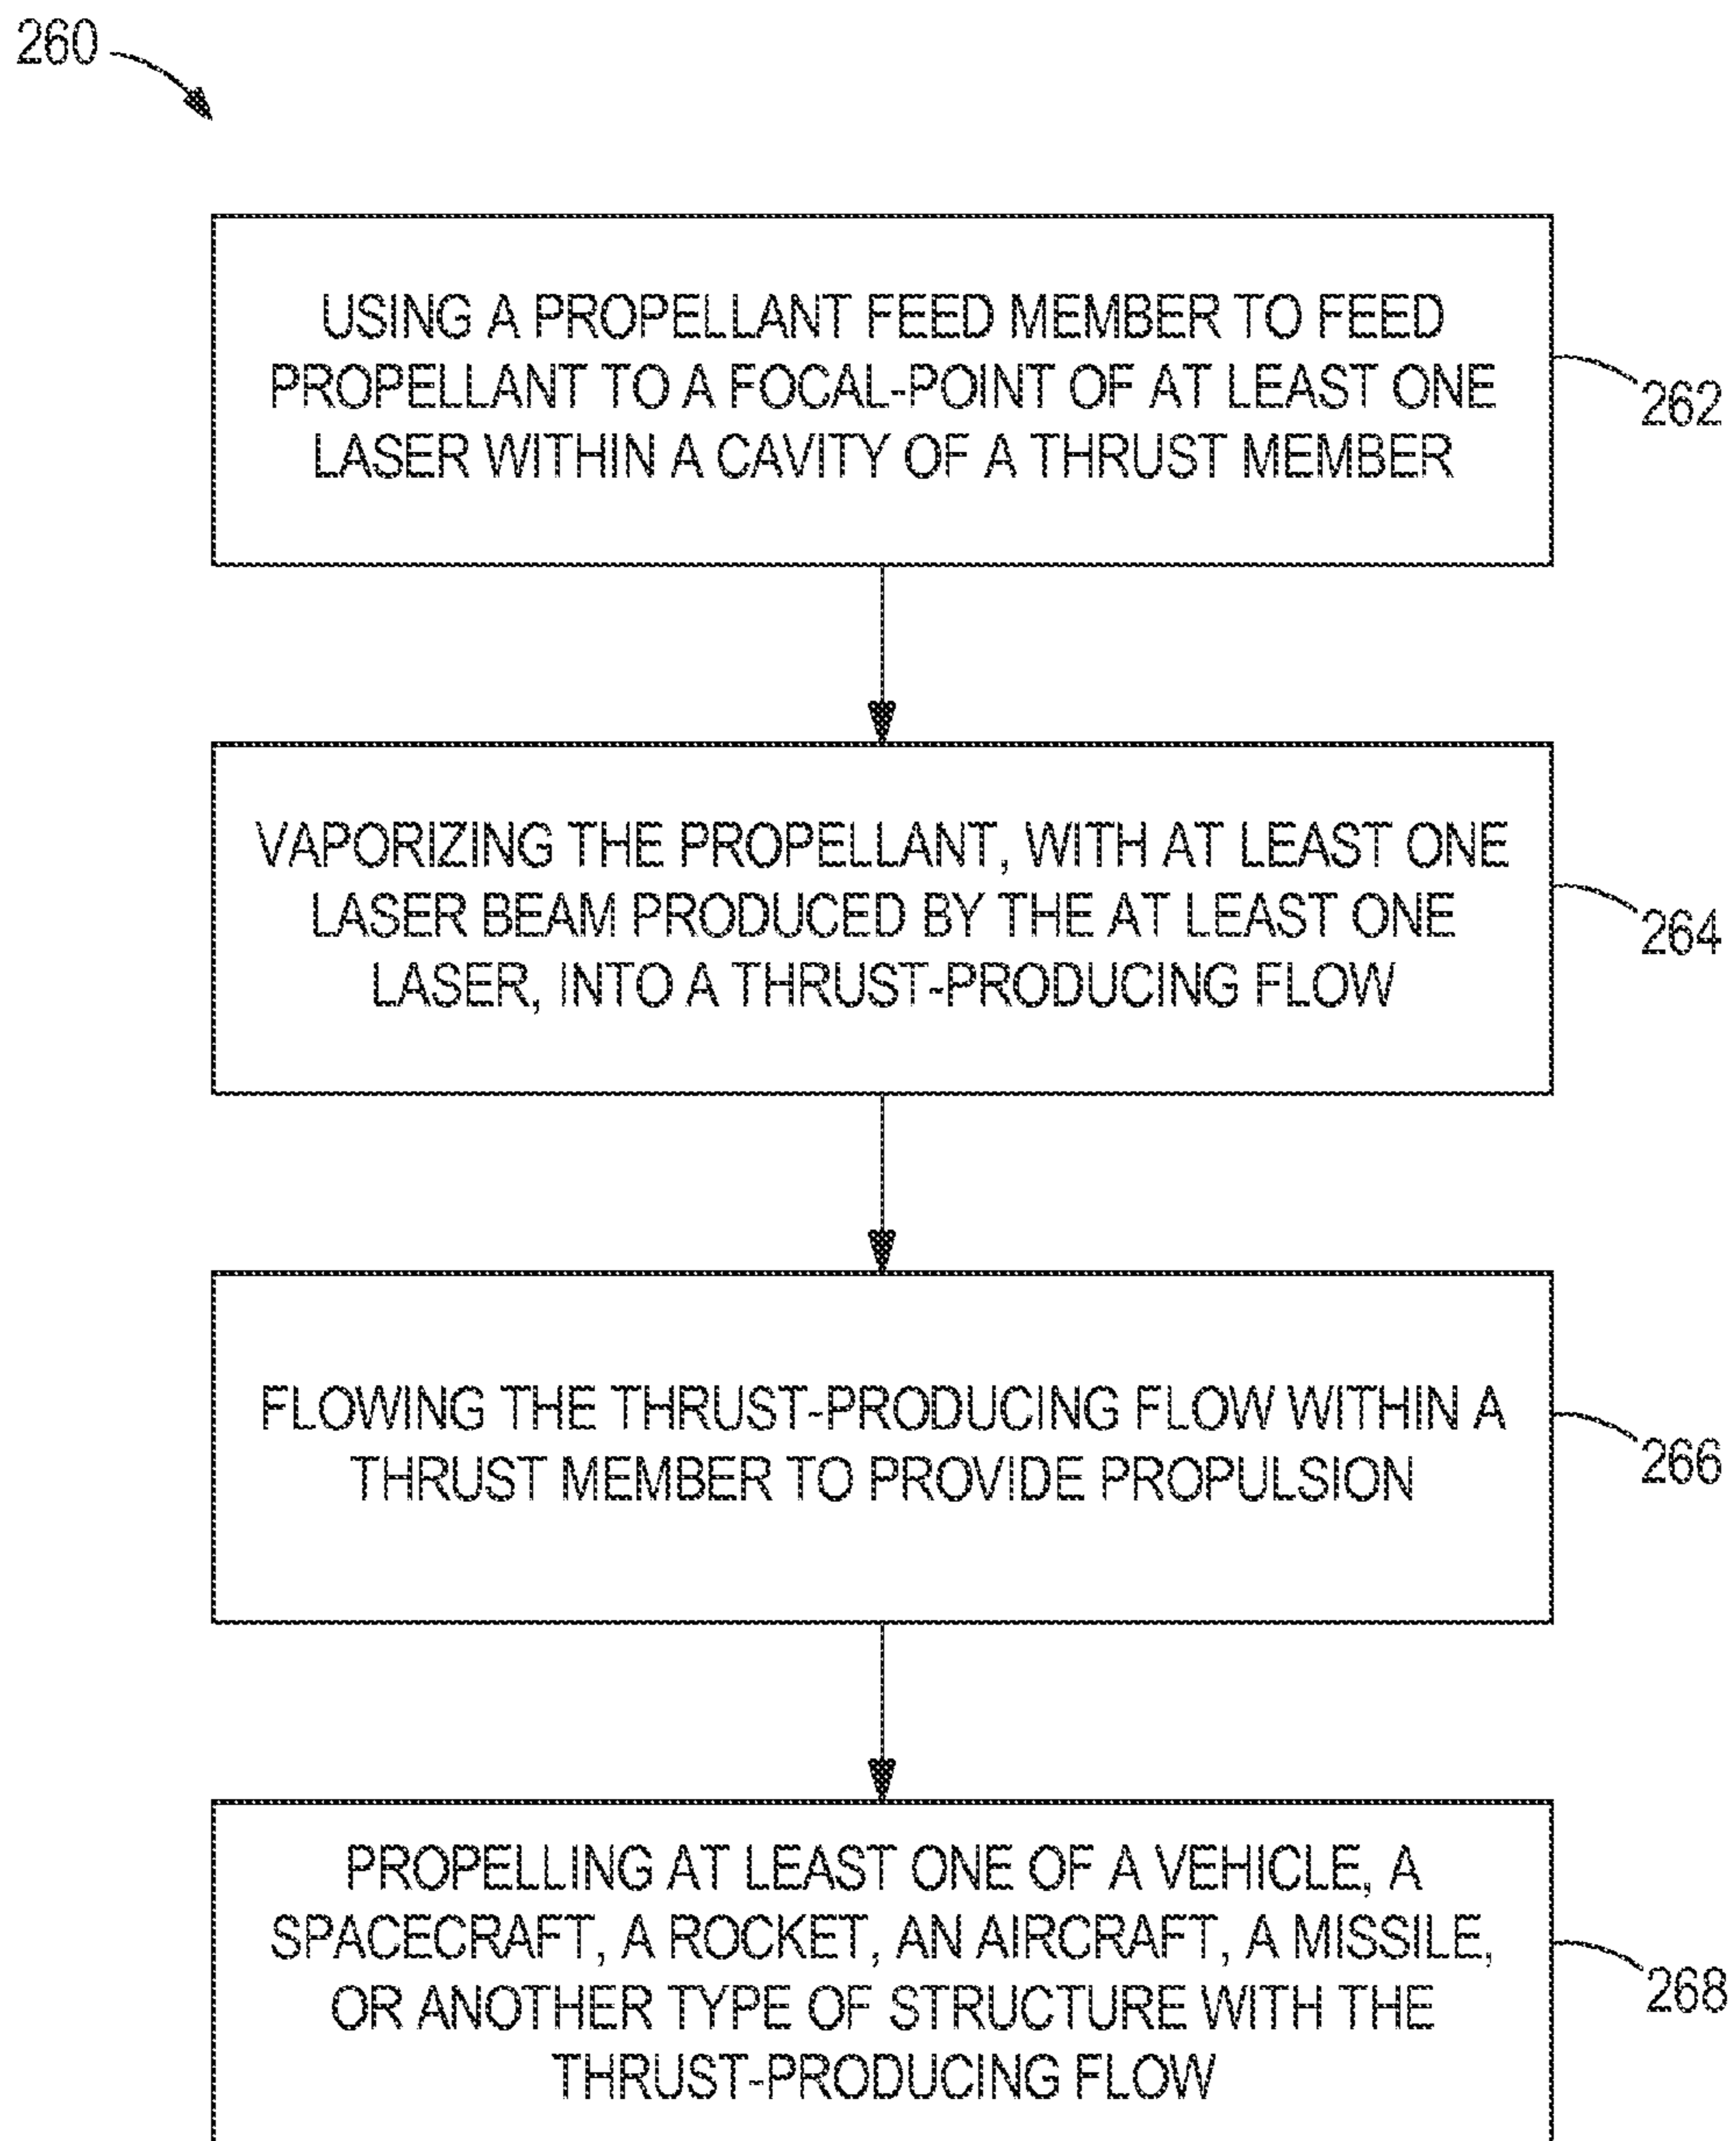 260
USING A PROPELLANT FEED MEMBER TO FEED
PROPELLANT TO A FOCAL-POINT OF AT LEAST ONE
LASER WITHIN A CAVITY OF A THRUST MEMBER
262
VAPORIZING THE PROPELLANT, WITH AT LEAST ONE
LASER BEAM PRODUCED BY THE AT LEAST ONE
LASER, INTO A THRUST-PRODUCING FLOW
264
FLOWING THE THRUST-PRODUCING FLOW WITHIN A
THRUST MEMBER TO PROVIDE PROPULSION
266
PROPELLING AT LEAST ONE OF A VEHICLE, A
SPACECRAFT, A ROCKET, AN AIRCRAFT, A MISSILE,
OR ANOTHER TYPE OF STRUCTURE WITH THE
THRUST-PRODUCING FLOW
268